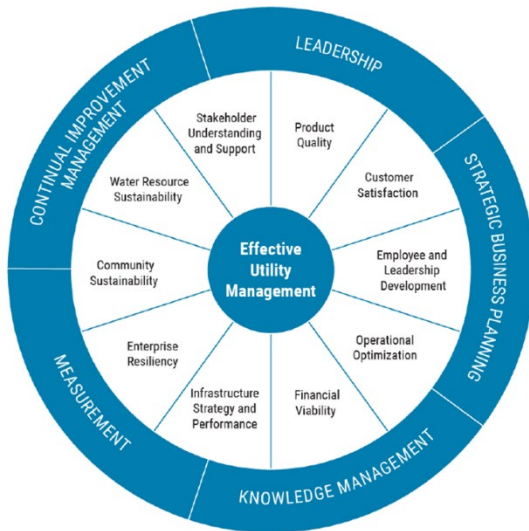 LEADERSHIP
STRATEGIC BUSINESS PLANNING
KNOWLEDGE MANAGEMENT
MEASUREMENT
CONTINUAL IMPROVEMENT
MANAGEMENT
Effective
Utility
Management
Product
Quality
Customer
Satisfaction
Employee and
Leadership
Development
Operational
Optimization
Financial
Viability
Infrastructure
Strategy and
Performance
Enterprise
Resiliency
Community
Sustainability
Water Resource
Sustainability
Stakeholder
Understanding
and Support